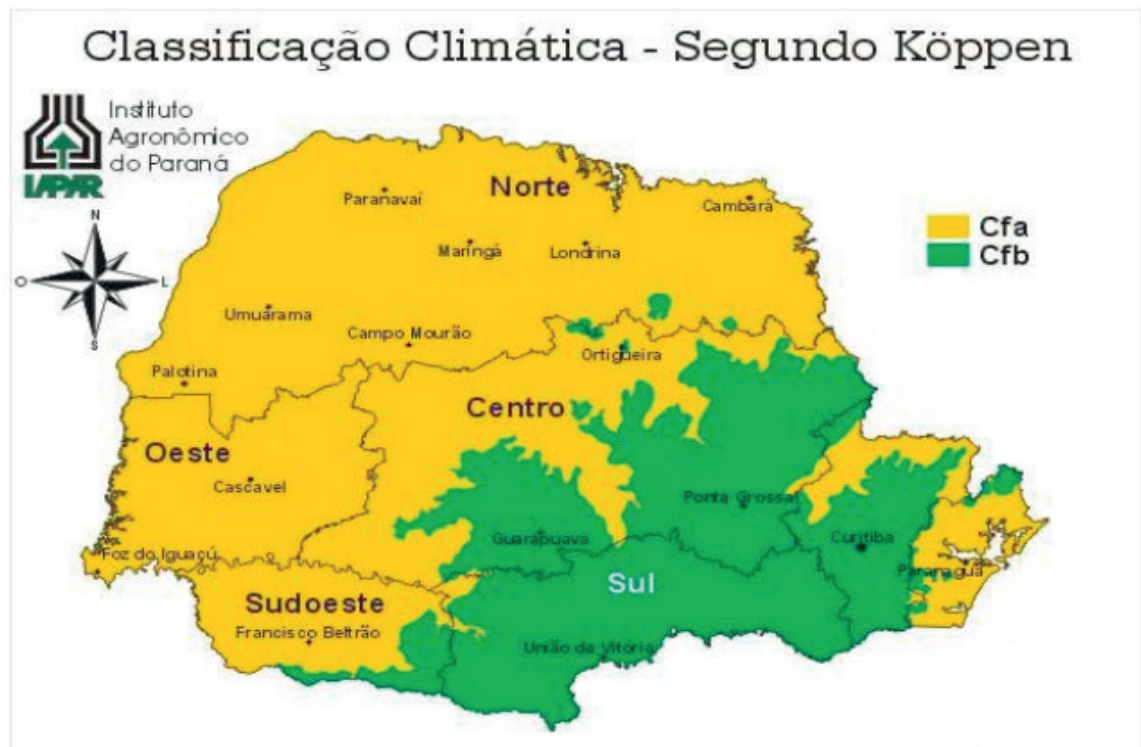 Classificação Climática - Segundo Köppen
Instituto
Agronômico
do Paraná
IAPAR
N
O
L
S
Cfa
Cfb
Norte
Paranavaí
Cambará
Maringá
Londrina
Umuarama
Campo Mourão
Ortigueira
Palotina
Centro
Oeste
Cascavel
Ponta Grossa
Guarapuava
Curitiba
Foz do Iguaçú
Paranaguá
Sul
Sudoeste
Francisco Beltrão
União da Vitória